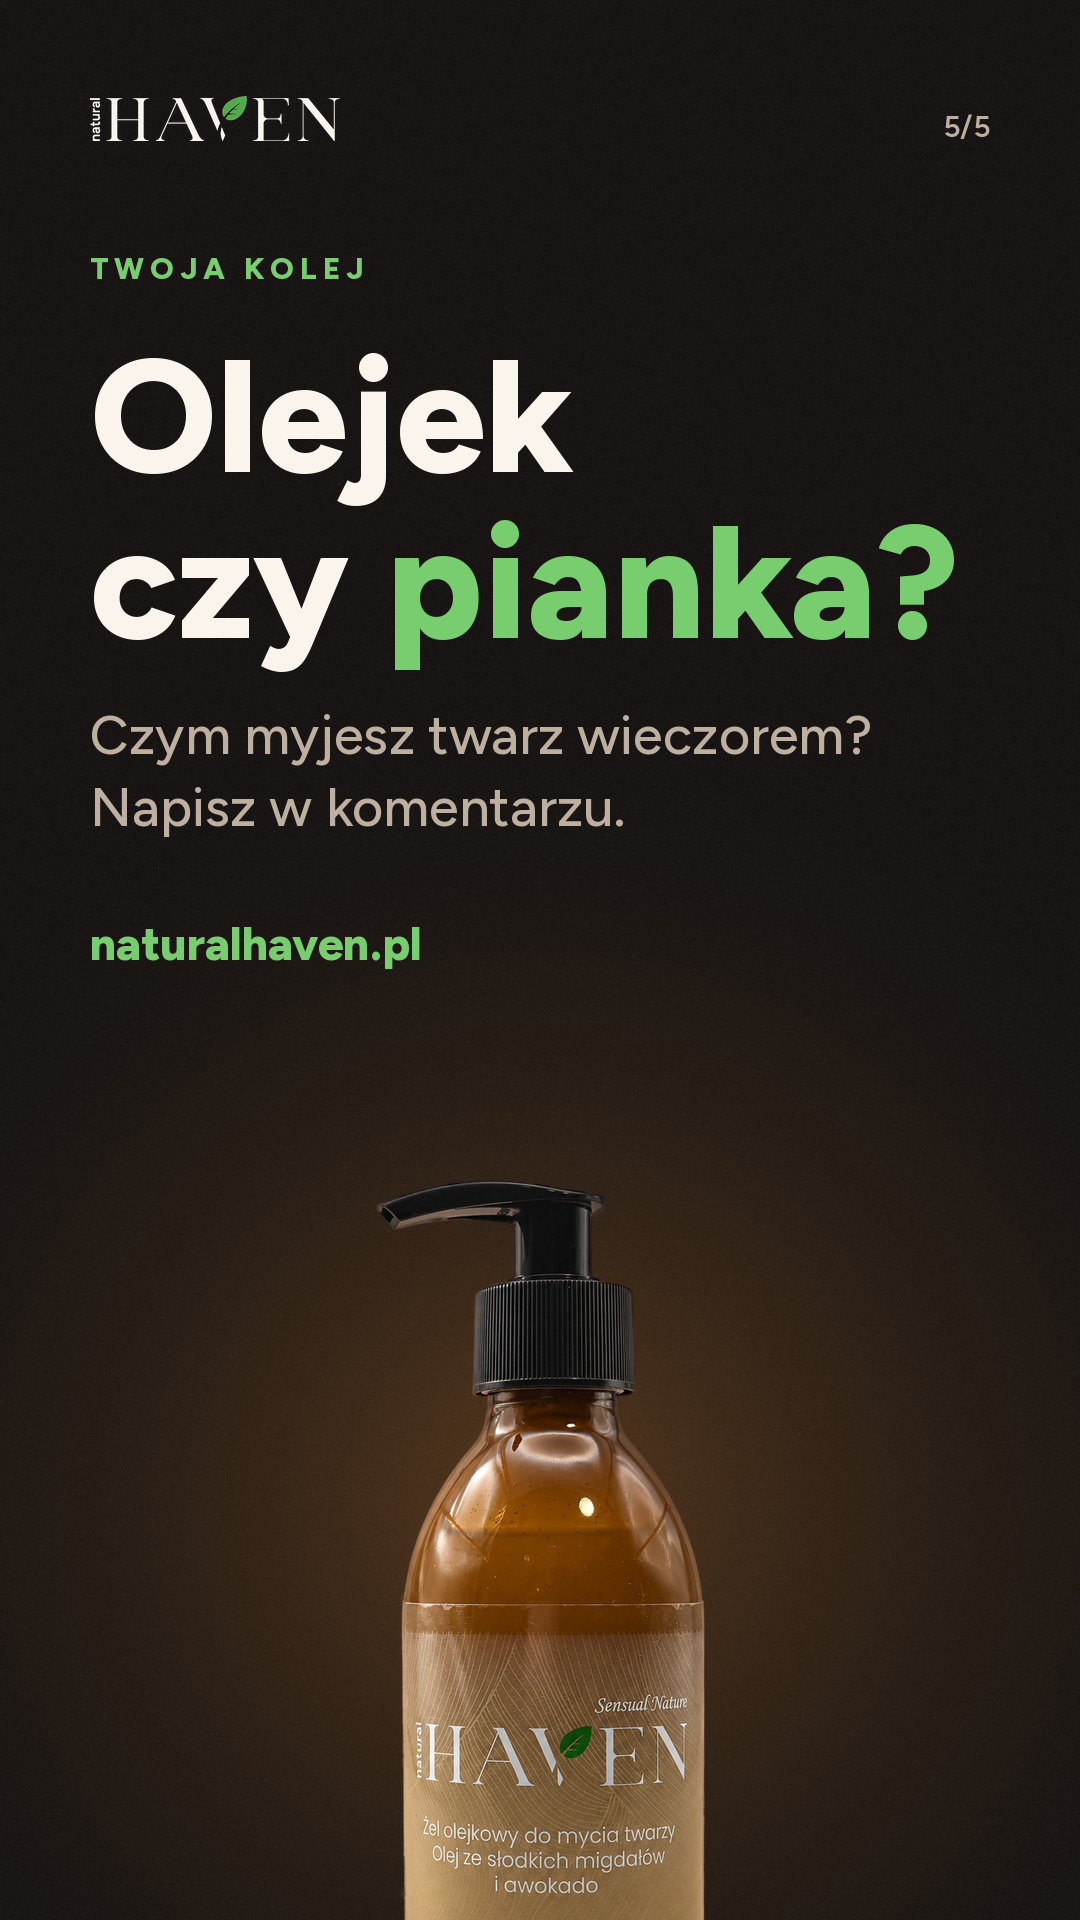 natural HAVEN
5/5
TWOJA KOLEJ
Olejek
czy pianka?
Czym myjesz twarz wieczorem?
Napisz w komentarzu.
naturalhaven.pl
Sensual Nature
natural HAVEN
Żel olejkowy do mycia twarzy
Olej ze słodkich migdałów
i awokado